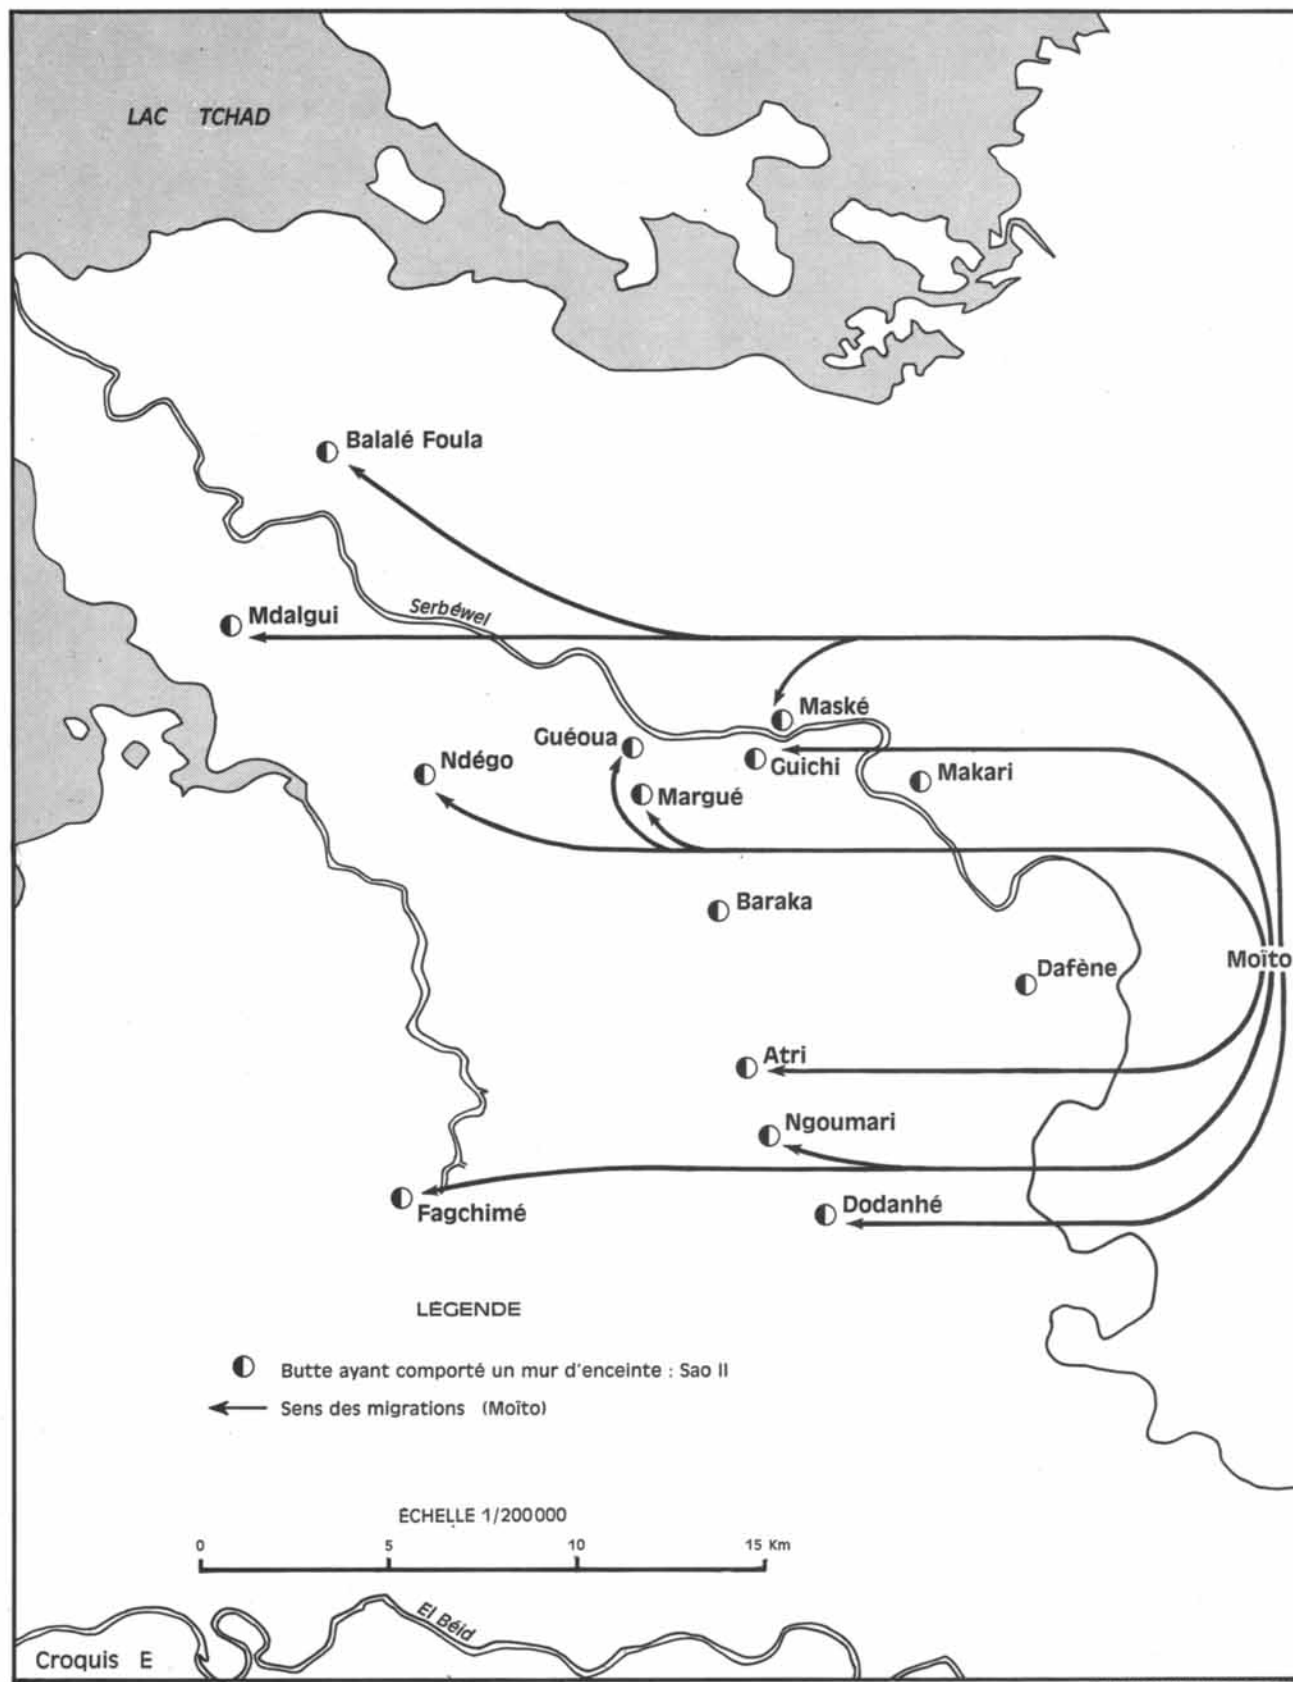 LAC TCHAD
Balalé Foula
Serbéwel
Mdalgui
Maské
Guéoua
Ndégo
Guichi
Makari
Margué
Baraka
Moïto
Dafène
Atri
Ngoumari
Dodanhé
Fagchimé
LÉGENDE
Butte ayant comporté un mur d'enceinte : Sao II
Sens des migrations (Moïto)
ÉCHELLE 1/200000
0 5 10 15 Km
El Béid
Croquis E